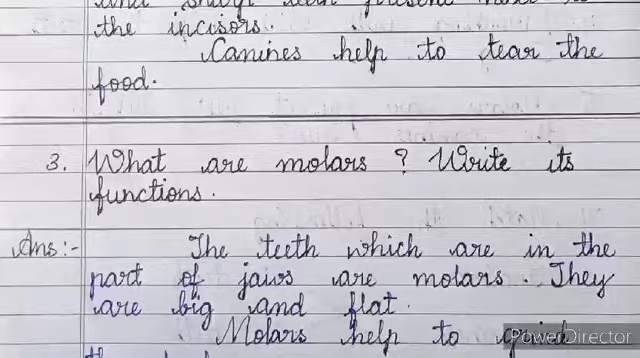 the incisors.
Canines help to tear the
food.
3. What are molars ? Write its
functions.
Ans :- The teeth which are in the
part of jaws are molars. They
are big and flat.
Molars help to
PowerDirector